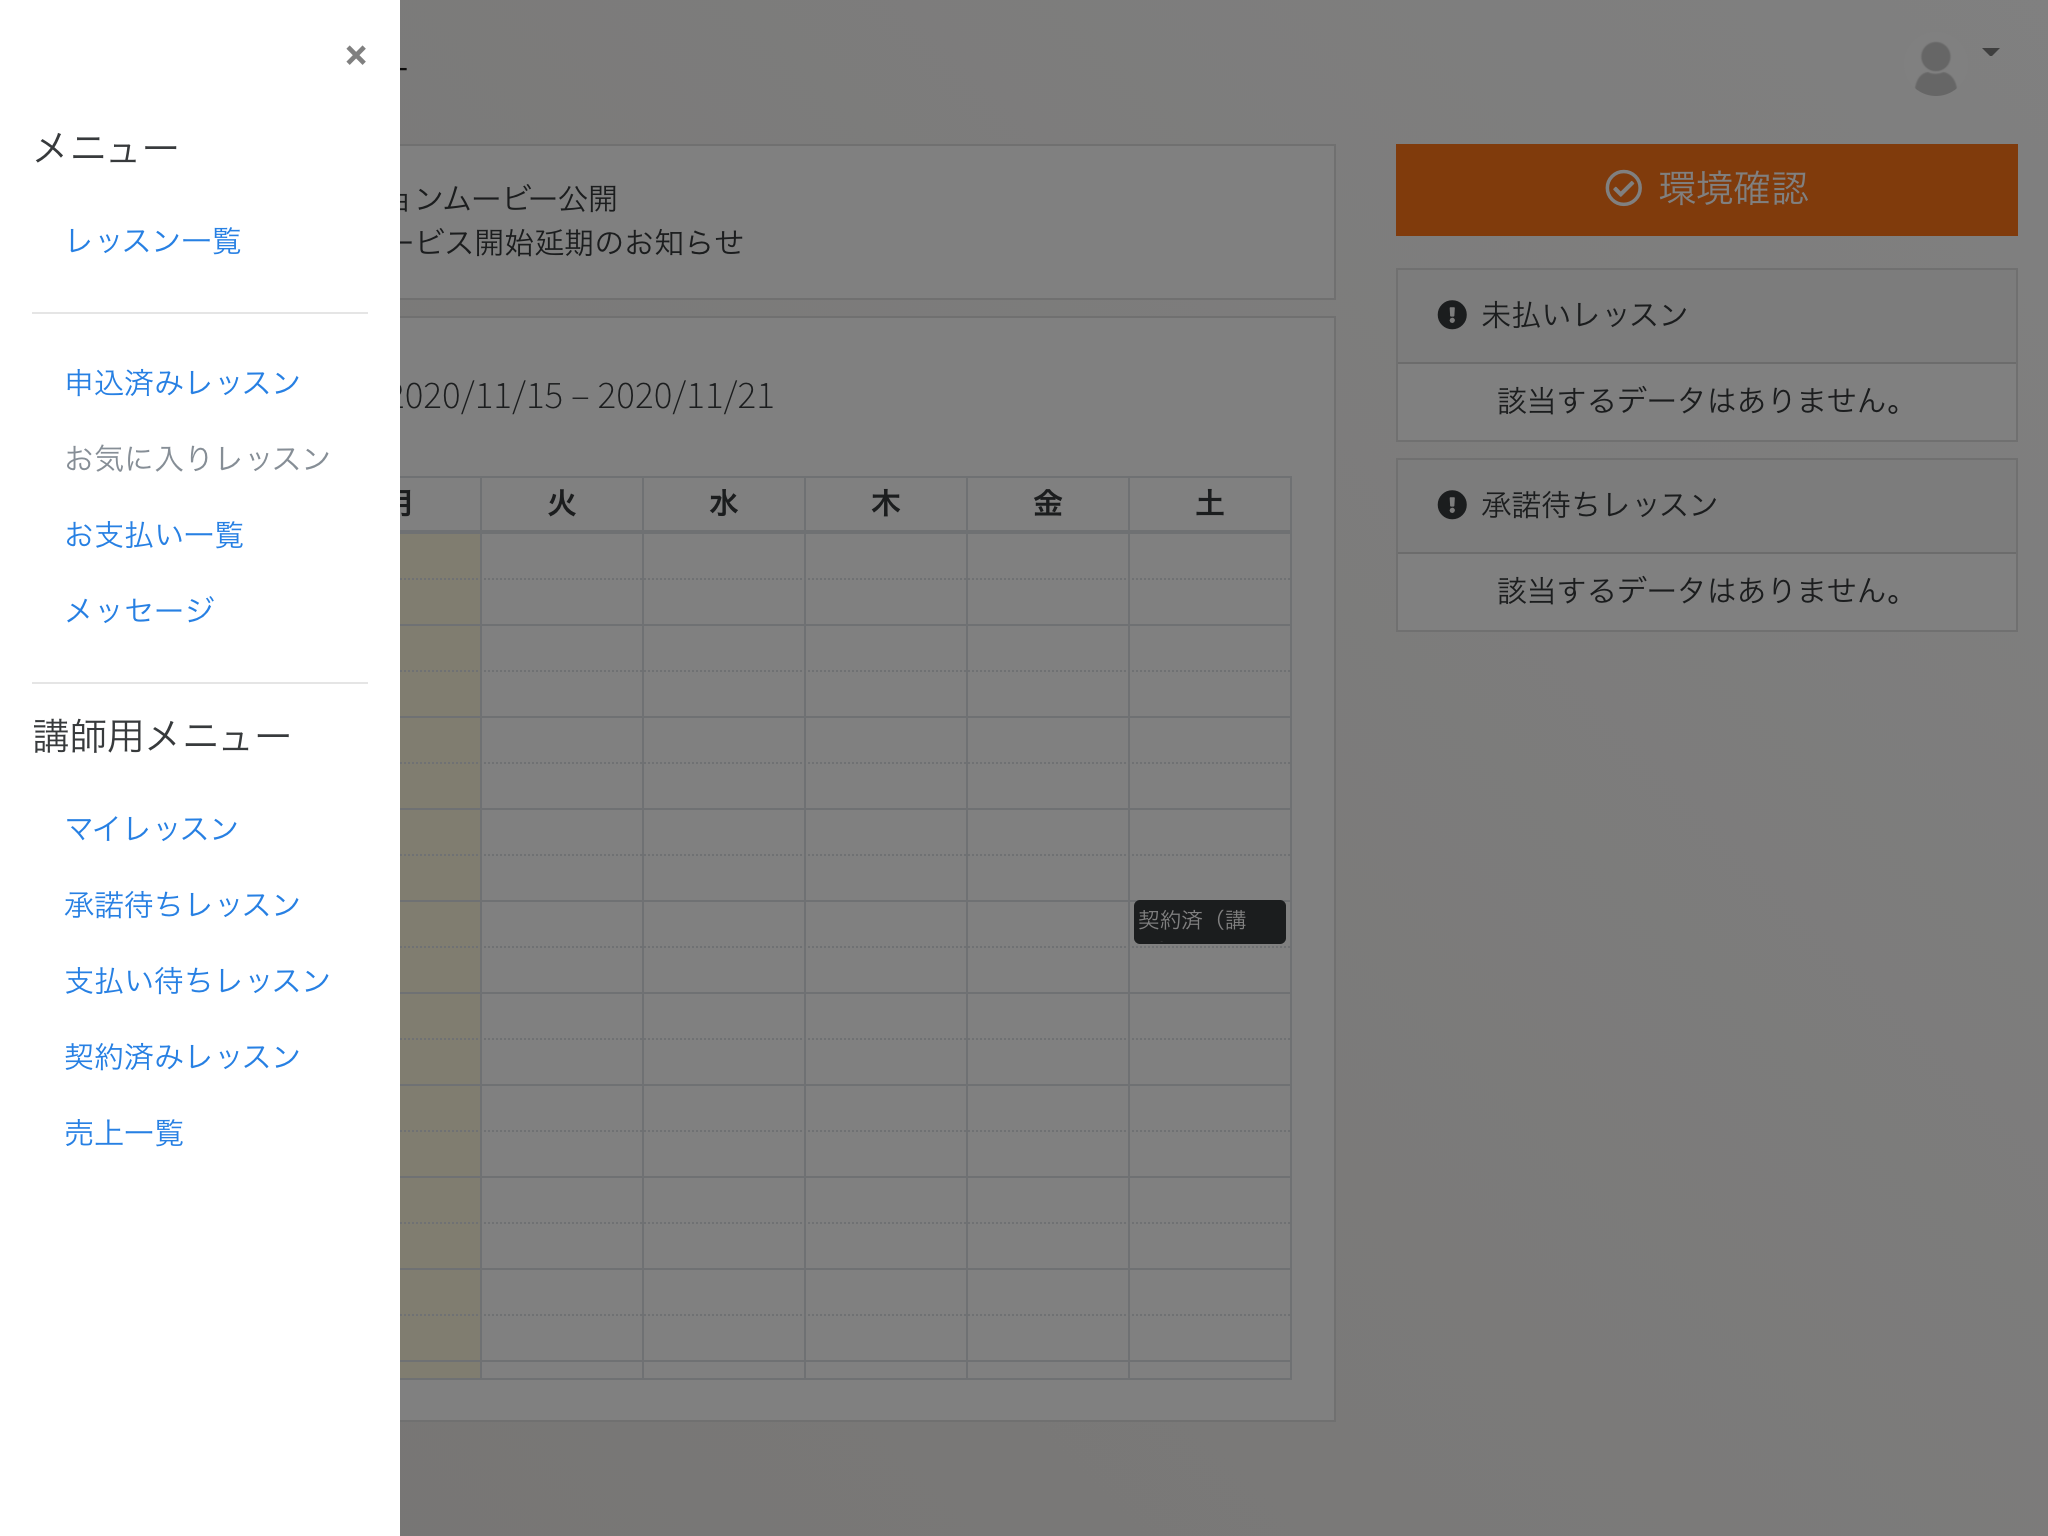 メニュー
レッスン一覧
申込済みレッスン
お気に入りレッスン
お支払い一覧
メッセージ
講師用メニュー
マイレッスン
承諾待ちレッスン
支払い待ちレッスン
契約済みレッスン
売上一覧
ョンムービー公開
ービス開始延期のお知らせ
2020/11/15 – 2020/11/21
月 火 水 木 金 土
契約済（講
環境確認
未払いレッスン
該当するデータはありません。
承諾待ちレッスン
該当するデータはありません。